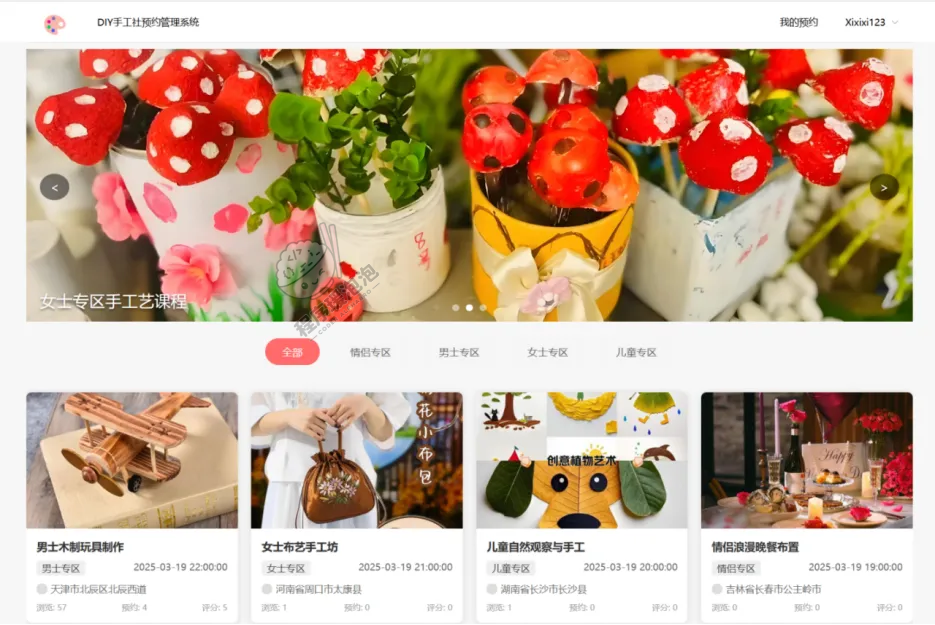 DIY手工社预约管理系统
我的预约 Xixixi123
<
>
女士专区手工艺课程
全部 情侣专区 男士专区 女士专区 儿童专区
花小布包
创意植物艺术
Happy
男士木制玩具制作
男士专区 2025-03-19 22:00:00
天津市北辰区北辰西道
浏览: 57 预约: 4 评分: 5
女士布艺手工坊
女士专区 2025-03-19 21:00:00
河南省周口市太康县
浏览: 1 预约: 0 评分: 0
儿童自然观察与手工
儿童专区 2025-03-19 20:00:00
湖南省长沙市长沙县
浏览: 1 预约: 0 评分: 0
情侣浪漫晚餐布置
情侣专区 2025-03-19 19:00:00
吉林省长春市公主岭市
浏览: 0 预约: 0 评分: 0